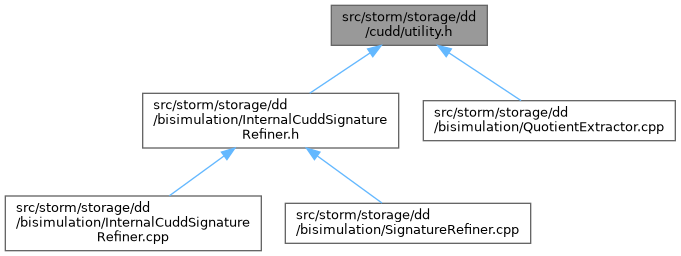 src/storm/storage/dd
/cudd/utility.h
src/storm/storage/dd
/bisimulation/InternalCuddSignature
Refiner.h
src/storm/storage/dd
/bisimulation/QuotientExtractor.cpp
src/storm/storage/dd
/bisimulation/InternalCuddSignature
Refiner.cpp
src/storm/storage/dd
/bisimulation/SignatureRefiner.cpp